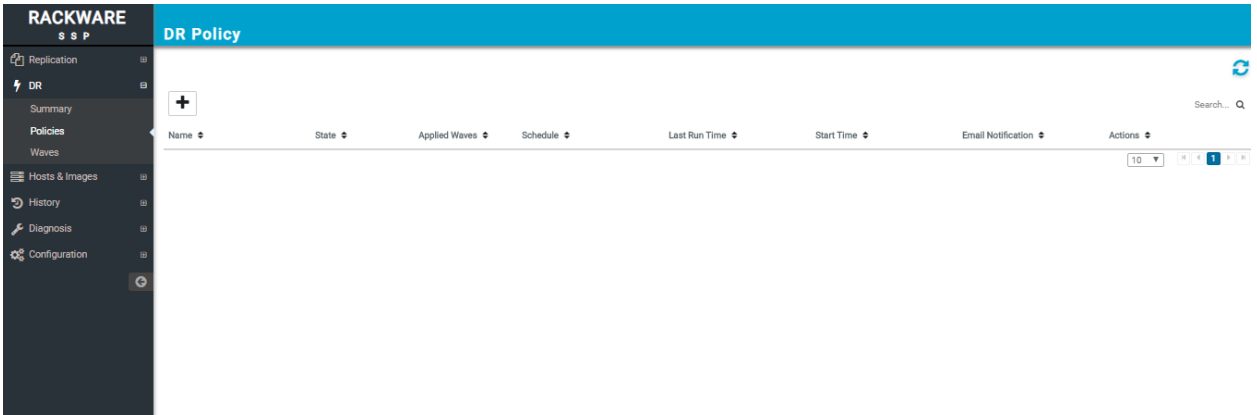 RACKWARE
SSP
DR Policy
Replication
DR
Summary
Policies
Waves
Hosts & Images
History
Diagnosis
Configuration
Search...
Name State Applied Waves Schedule Last Run Time Start Time Email Notification Actions
10 1